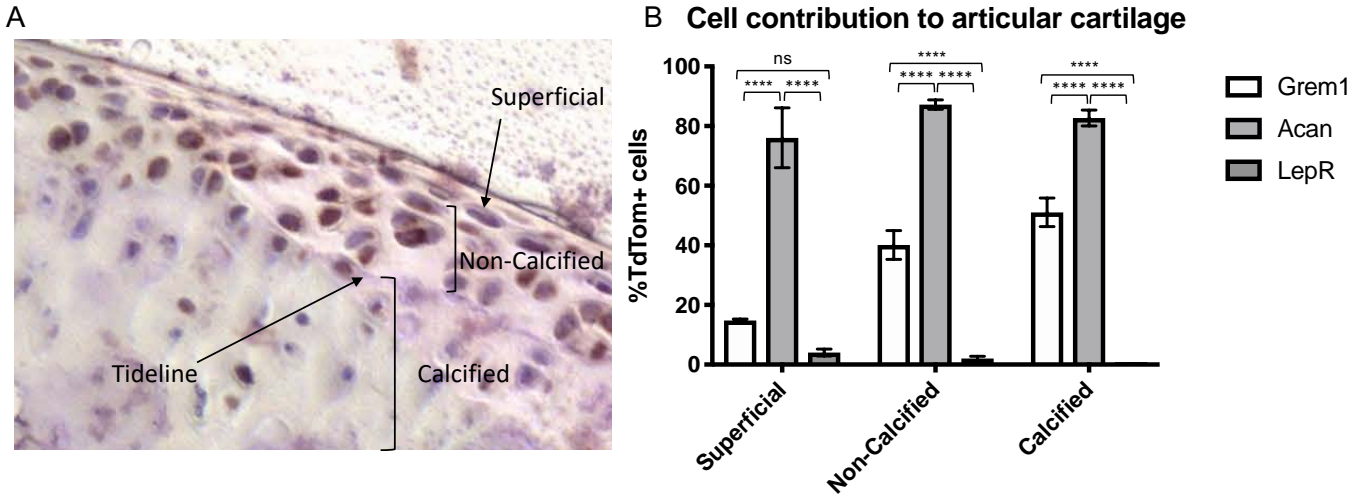 A
Superficial
Non-Calcified
Tideline
Calcified
B
Cell contribution to articular cartilage
%TdTom+ cells
100
80
60
40
20
0
ns
**** ****
****
**** ****
****
**** ****
Superficial
Non-Calcified
Calcified
Grem1
Acan
LepR